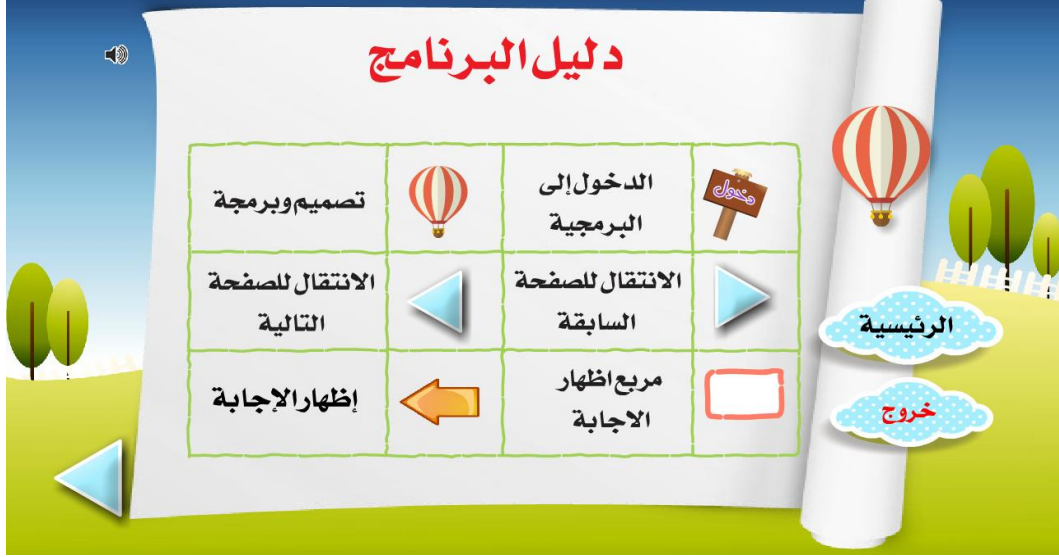 دليل البرنامج
دخول
الدخول إلى
البرمجية
تصميم وبرمجة
الانتقال للصفحة
السابقة
الانتقال للصفحة
التالية
مربع اظهار
الاجابة
إظهار الإجابة
الرئيسية
خروج